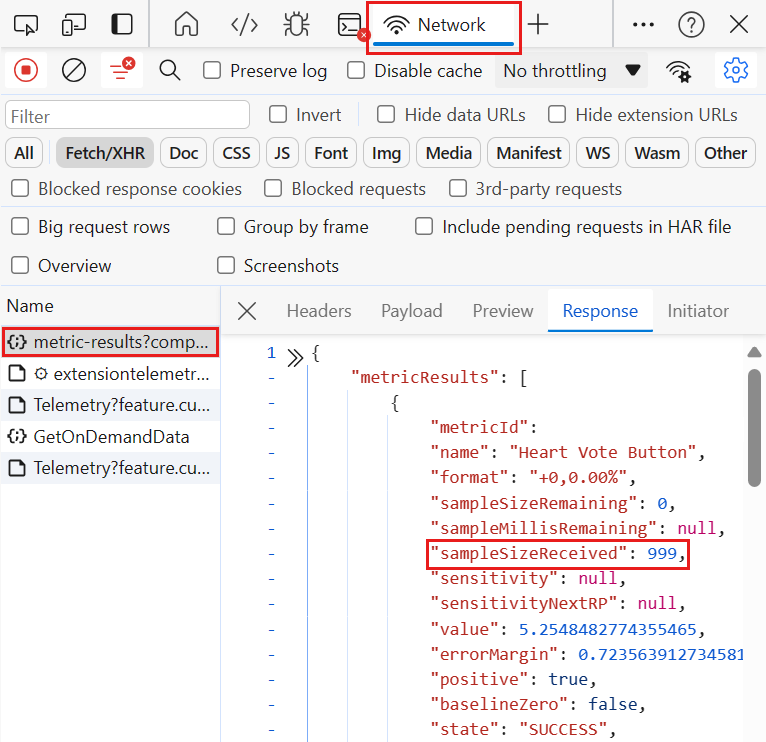 Network
Preserve log Disable cache No throttling
Filter Invert Hide data URLs Hide extension URLs
All Fetch/XHR Doc CSS JS Font Img Media Manifest WS Wasm Other
Blocked response cookies Blocked requests 3rd-party requests
Big request rows Group by frame Include pending requests in HAR file
Overview Screenshots
Name
metric-results?comp...
extensiontelemetr...
Telemetry?feature.cu...
GetOnDemandData
Telemetry?feature.cu...
Headers Payload Preview Response Initiator
1 {
- "metricResults": [
- {
- "metricId":
- "name": "Heart Vote Button",
- "format": "+0,0.00%",
- "sampleSizeRemaining": 0,
- "sampleMillisRemaining": null,
- "sampleSizeReceived": 999,
- "sensitivity": null,
- "sensitivityNextRP": null,
- "value": 5.2548482774355465,
- "errorMargin": 0.723563912734581
- "positive": true,
- "baselineZero": false,
- "state": "SUCCESS",